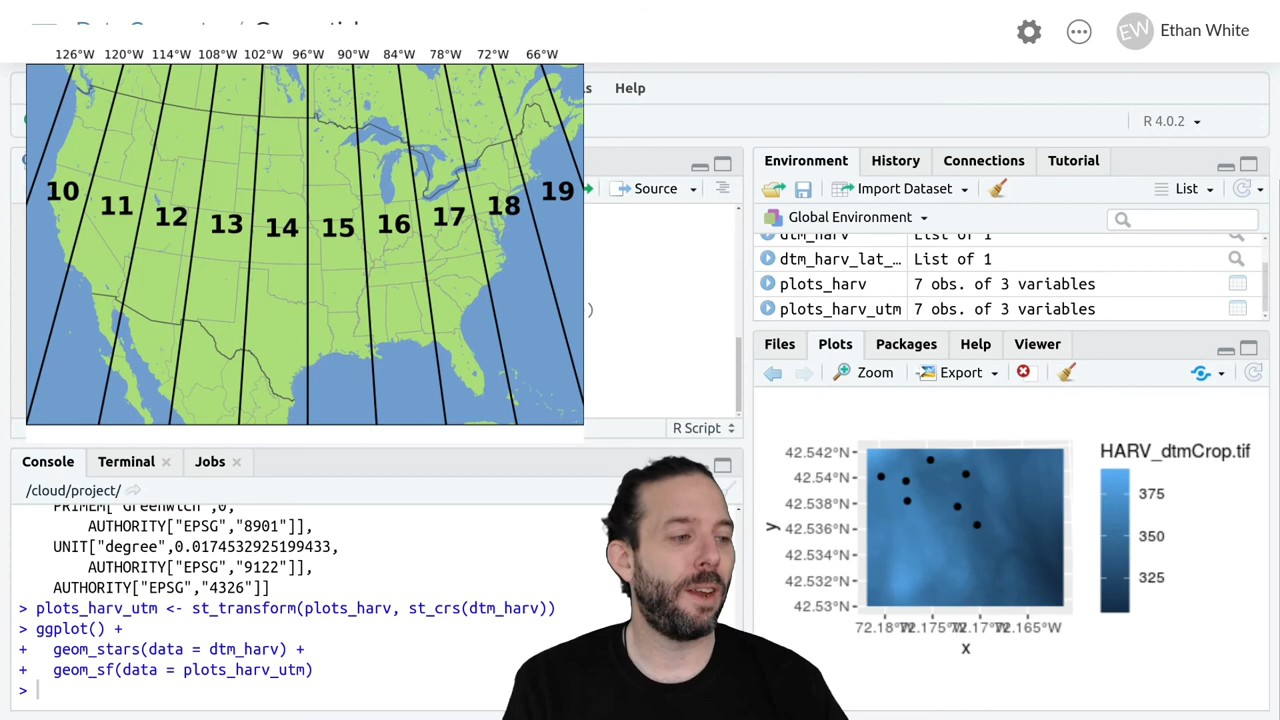 EW Ethan White
126°W 120°W 114°W 108°W 102°W 96°W 90°W 84°W 78°W 72°W 66°W
10 11 12 13 14 15 16 17 18 19
Help
R 4.0.2
Source
)
R Script
Environment History Connections Tutorial
Import Dataset List
Global Environment
dtm_harv List of 1
dtm_harv_lat_… List of 1
plots_harv 7 obs. of 3 variables
plots_harv_utm 7 obs. of 3 variables
Files Plots Packages Help Viewer
Zoom Export
HARV_dtmCrop.tif
375
350
325
42.542°N
42.54°N
42.538°N
42.536°N
42.534°N
42.532°N
42.53°N
y
x
Console Terminal Jobs
/cloud/project/
PRIMEM["Greenwich",0,
AUTHORITY["EPSG","8901"]],
UNIT["degree",0.0174532925199433,
AUTHORITY["EPSG","9122"]],
AUTHORITY["EPSG","4326"]]
> plots_harv_utm <- st_transform(plots_harv, st_crs(dtm_harv))
> ggplot() +
+ geom_stars(data = dtm_harv) +
+ geom_sf(data = plots_harv_utm)
>